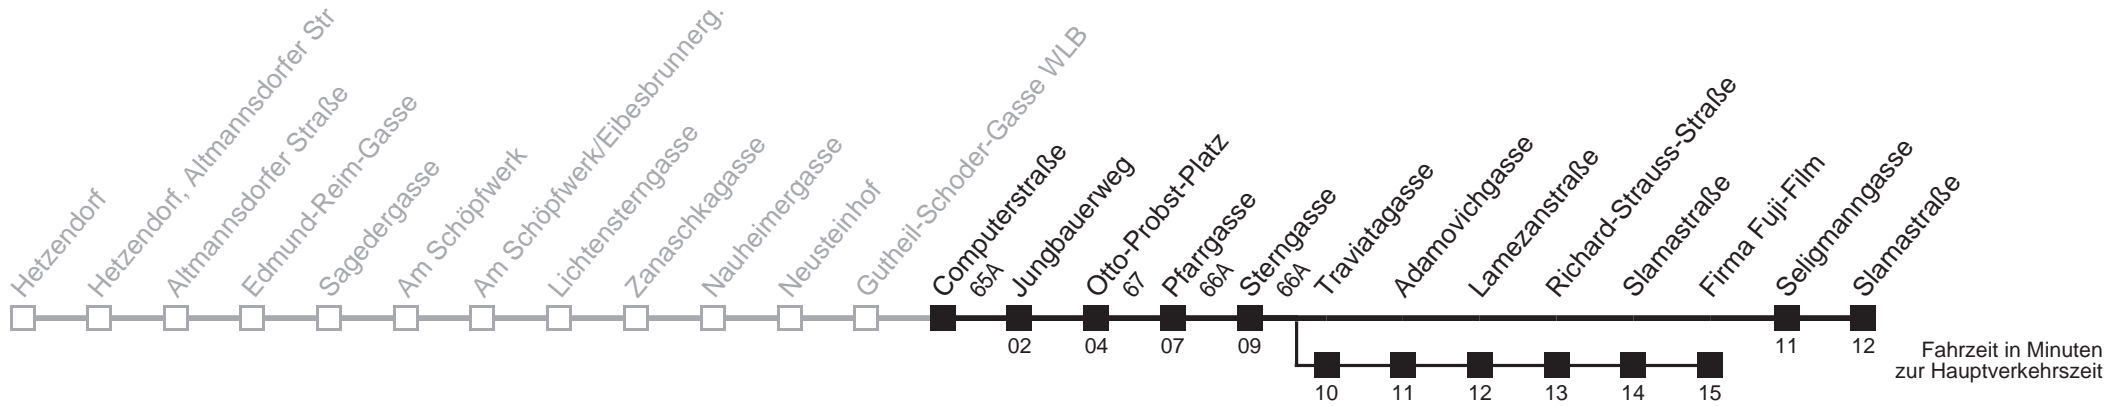 Hetzendorf
Hetzendorf, Altmannsdorfer Str
Altmannsdorfer Straße
Edmund-Reim-Gasse
Sagedergasse
Am Schöpfwerk
Am Schöpfwerk/Eibesbrunnerg.
Lichtensterngasse
Zanaschkagasse
Nauheimergasse
Neusteinhof
Gutheil-Schoder-Gasse WLB
Computerstraße
65A
Jungbauerweg
Otto-Probst-Platz
67
Pfarrgasse
66A
Sterngasse
66A
Traviatagasse
Adamovichgasse
Lamezanstraße
Richard-Strauss-Straße
Slamastraße
Firma Fuji-Film
Seligmanngasse
Slamastraße
02 04 07 09 11 12
10 11 12 13 14 15
Fahrzeit in Minuten
zur Hauptverkehrszeit